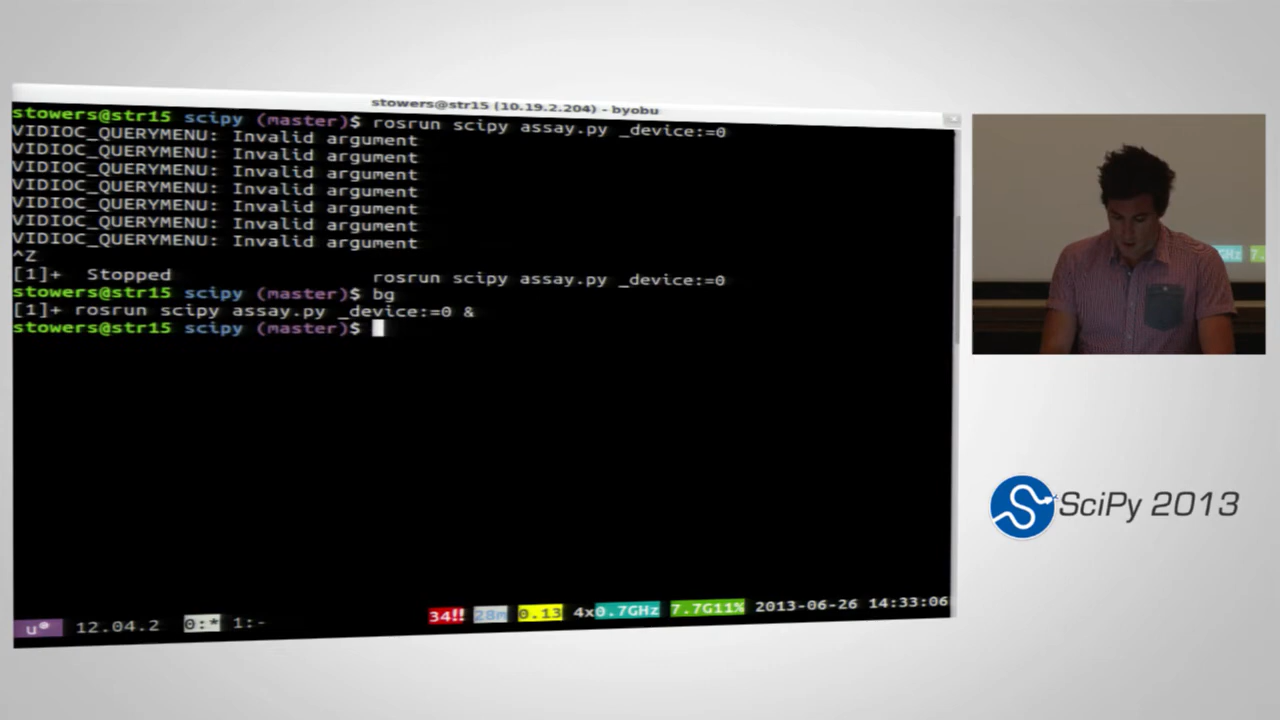 stowers@str15 (10.19.2.204) - byobu
stowers@str15 scipy (master)$ rosrun scipy assay.py _device:=0
VIDIOC_QUERYMENU: Invalid argument
VIDIOC_QUERYMENU: Invalid argument
VIDIOC_QUERYMENU: Invalid argument
VIDIOC_QUERYMENU: Invalid argument
VIDIOC_QUERYMENU: Invalid argument
VIDIOC_QUERYMENU: Invalid argument
VIDIOC_QUERYMENU: Invalid argument
^Z
[1]+  Stopped                 rosrun scipy assay.py _device:=0
stowers@str15 scipy (master)$ bg
[1]+ rosrun scipy assay.py _device:=0 &
stowers@str15 scipy (master)$
u 12.04.2 0:* 1:- 34!! 28m 0.13 4x0.7GHz 7.7G11% 2013-06-26 14:33:06
Hz 7.
SciPy 2013